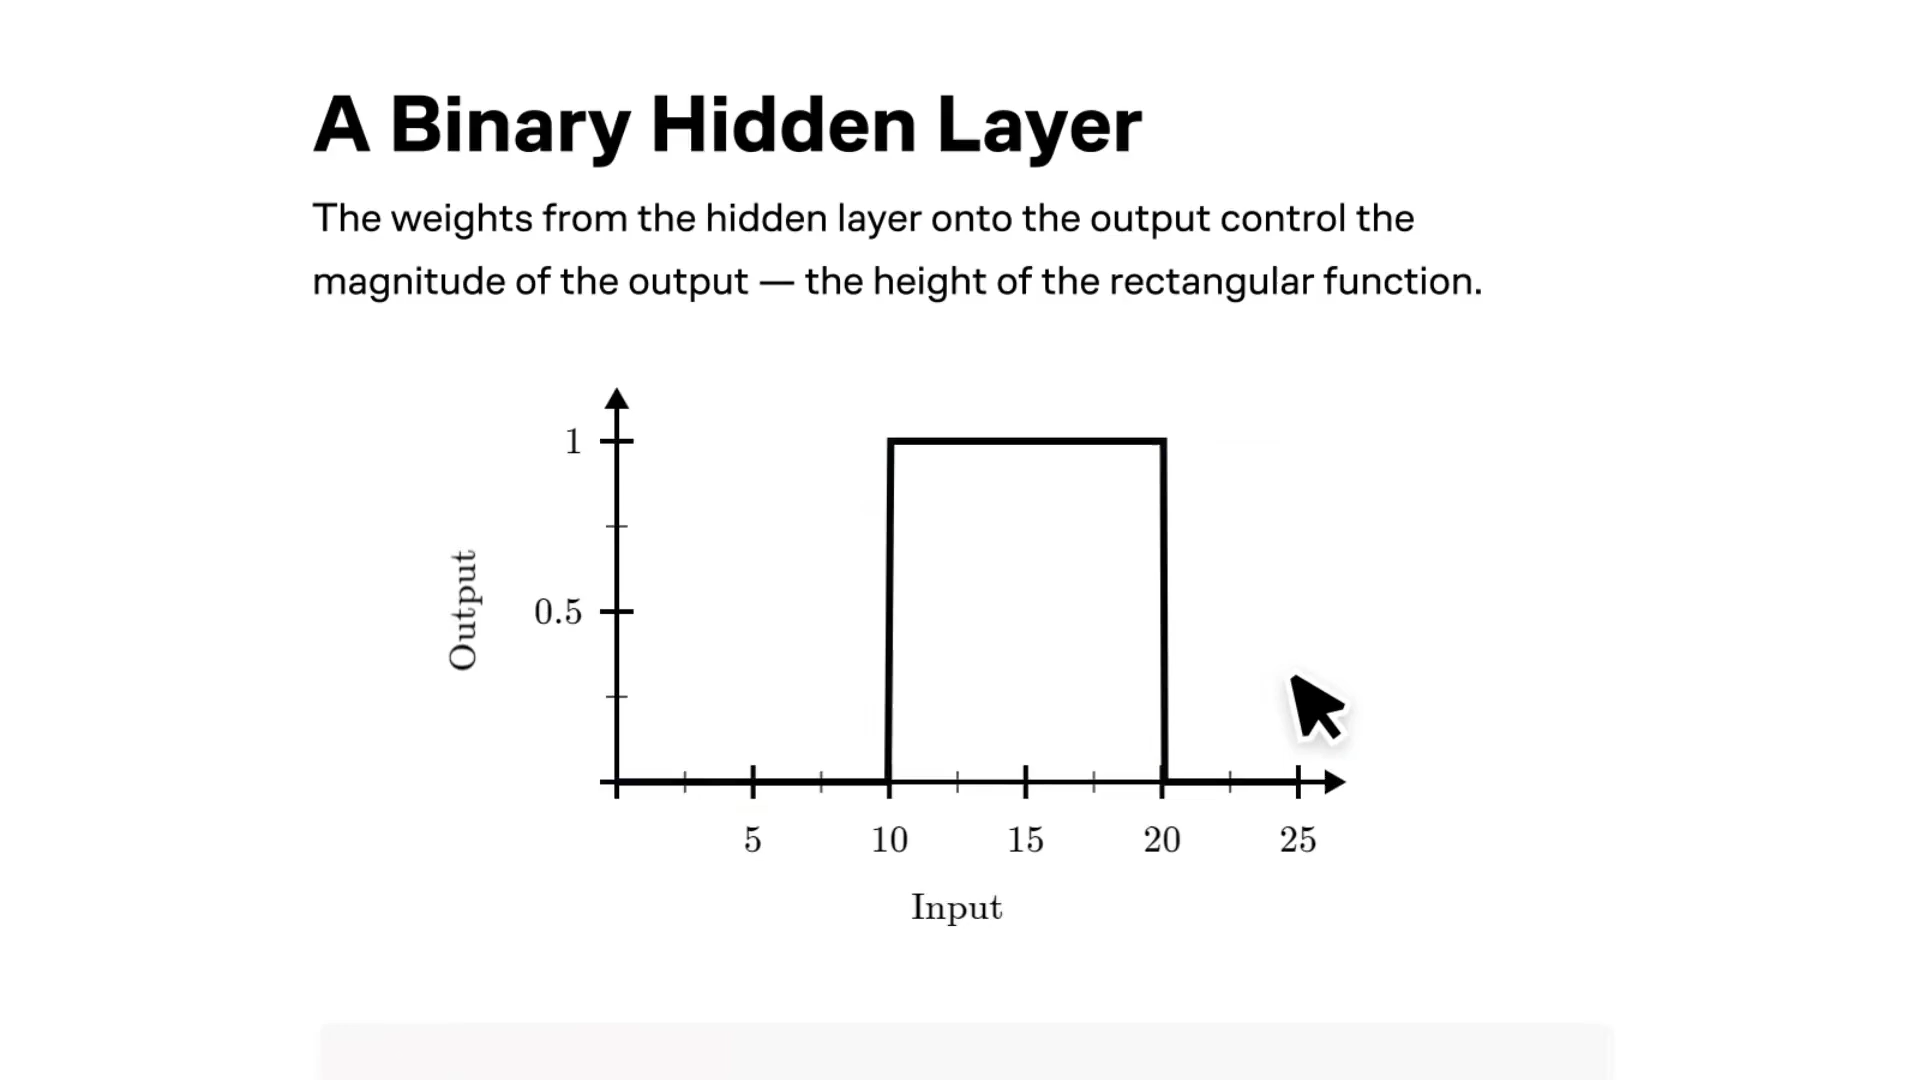 A Binary Hidden Layer
The weights from the hidden layer onto the output control the
magnitude of the output — the height of the rectangular function.
1
0.5
Output
5 10 15 20 25
Input